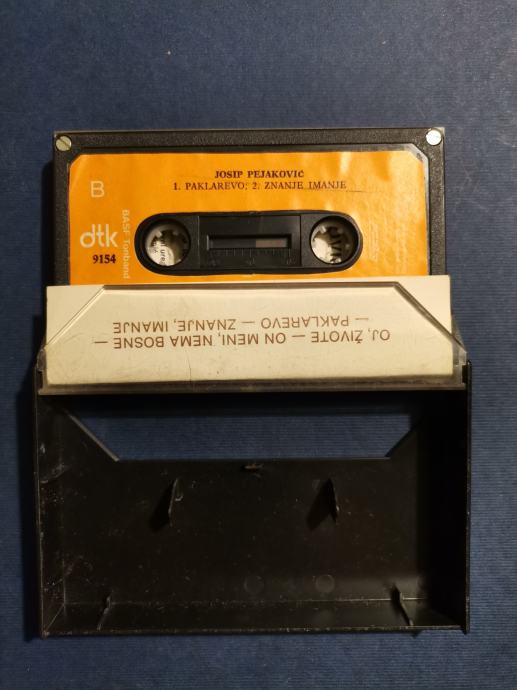 JOSIP PEJAKOVIĆ
1. PAKLAREVO; 2. ZNANJE IMANJE
B
dtk
9154
BASF Tonband
OJ, ŽIVOTE — ON MENI, NEMA BOSNE —
— PAKLAREVO — ZNANJE, IMANJE